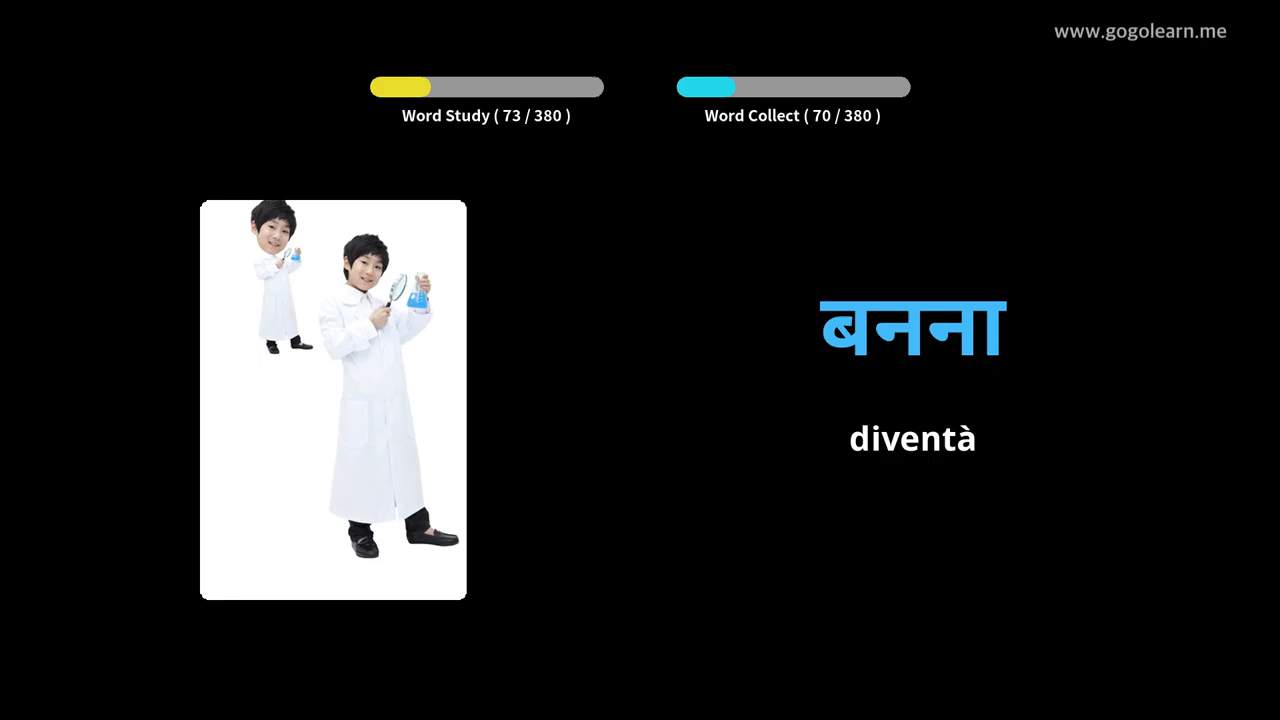 www.gogolearn.me
Word Study ( 73 / 380 )
Word Collect ( 70 / 380 )
बनना
diventà